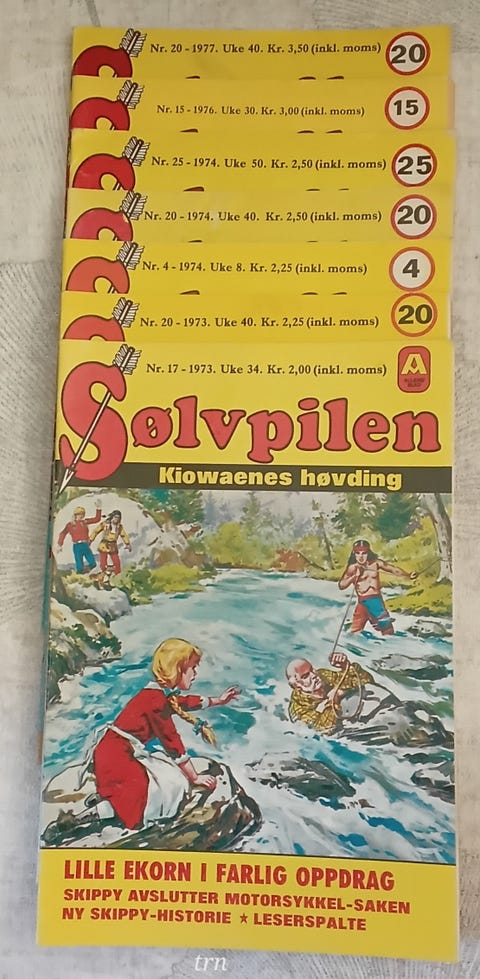 Nr. 20 - 1977. Uke 40. Kr. 3,50 (inkl. moms)
20
Nr. 15 - 1976. Uke 30. Kr. 3,00 (inkl. moms)
15
Nr. 25 - 1974. Uke 50. Kr. 2,50 (inkl. moms)
25
Nr. 20 - 1974. Uke 40. Kr. 2,50 (inkl. moms)
20
Nr. 4 - 1974. Uke 8. Kr. 2,25 (inkl. moms)
4
Nr. 20 - 1973. Uke 40. Kr. 2,25 (inkl. moms)
20
Nr. 17 - 1973. Uke 34. Kr. 2,00 (inkl. moms)
A
ALLERS
BLAD
Sølvpilen
Kiowaenes høvding
LILLE EKORN I FARLIG OPPDRAG
SKIPPY AVSLUTTER MOTORSYKKEL-SAKEN
NY SKIPPY-HISTORIE ★ LESERSPALTE
trn